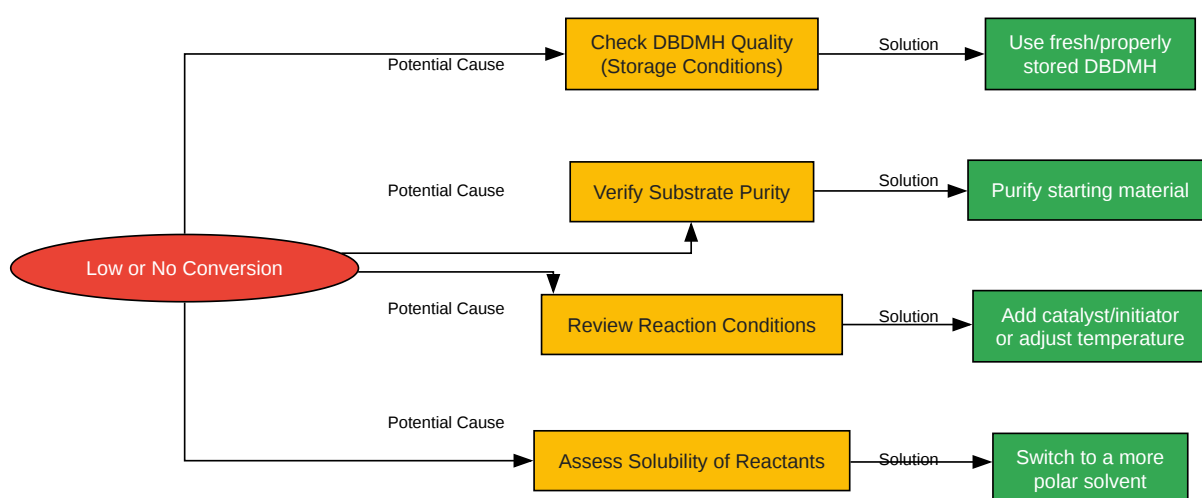 Check DBDMH Quality
(Storage Conditions)
Potential Cause
Solution
Use fresh/properly
stored DBDMH
Potential Cause
Verify Substrate Purity
Solution
Purify starting material
Low or No Conversion
Potential Cause
Review Reaction Conditions
Solution
Add catalyst/initiator
or adjust temperature
Potential Cause
Assess Solubility of Reactants
Solution
Switch to a more
polar solvent